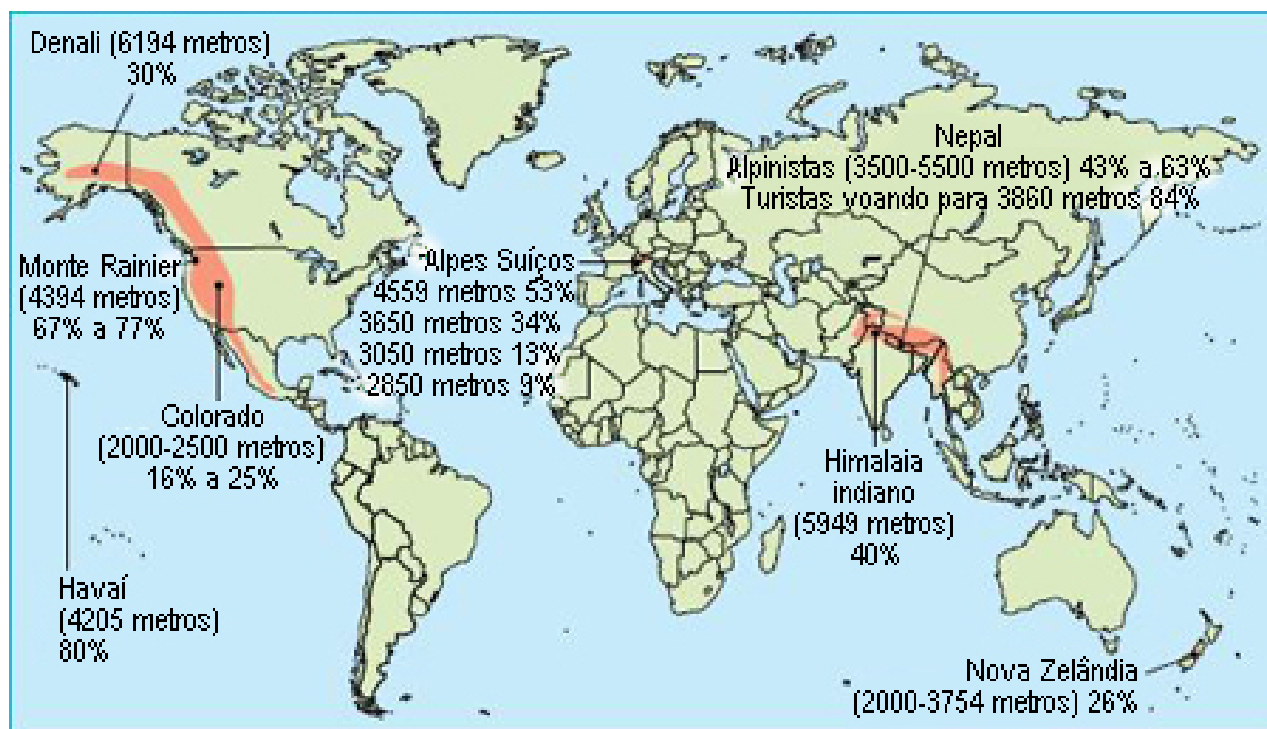 Denali (6194 metros)
30%
Nepal
Alpinistas (3500-5500 metros) 43% a 63%
Turistas voando para 3860 metros 84%
Monte Rainier
(4394 metros)
67% a 77%
Alpes Suíços
4559 metros 53%
3650 metros 34%
3050 metros 13%
2850 metros 9%
Colorado
(2000-2500 metros)
16% a 25%
Himalaia
indiano
(5949 metros)
40%
Havaí
(4205 metros)
80%
Nova Zelândia
(2000-3754 metros) 26%